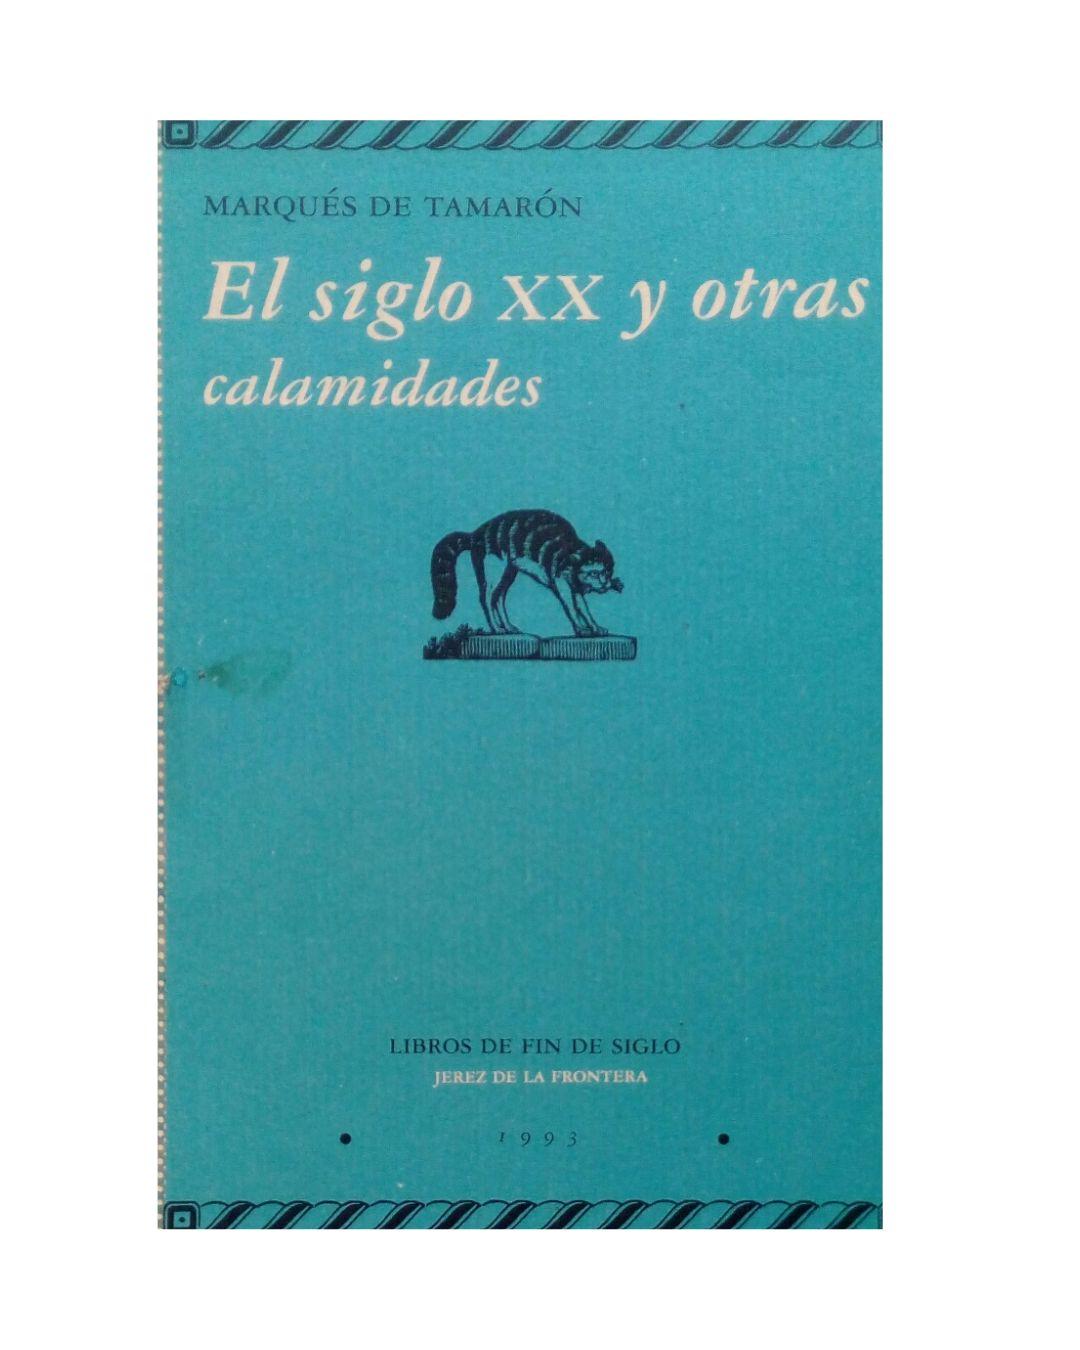 MARQUÉS DE TAMARÓN
El siglo XX y otras
calamidades
LIBROS DE FIN DE SIGLO
JEREZ DE LA FRONTERA
• 1993 •